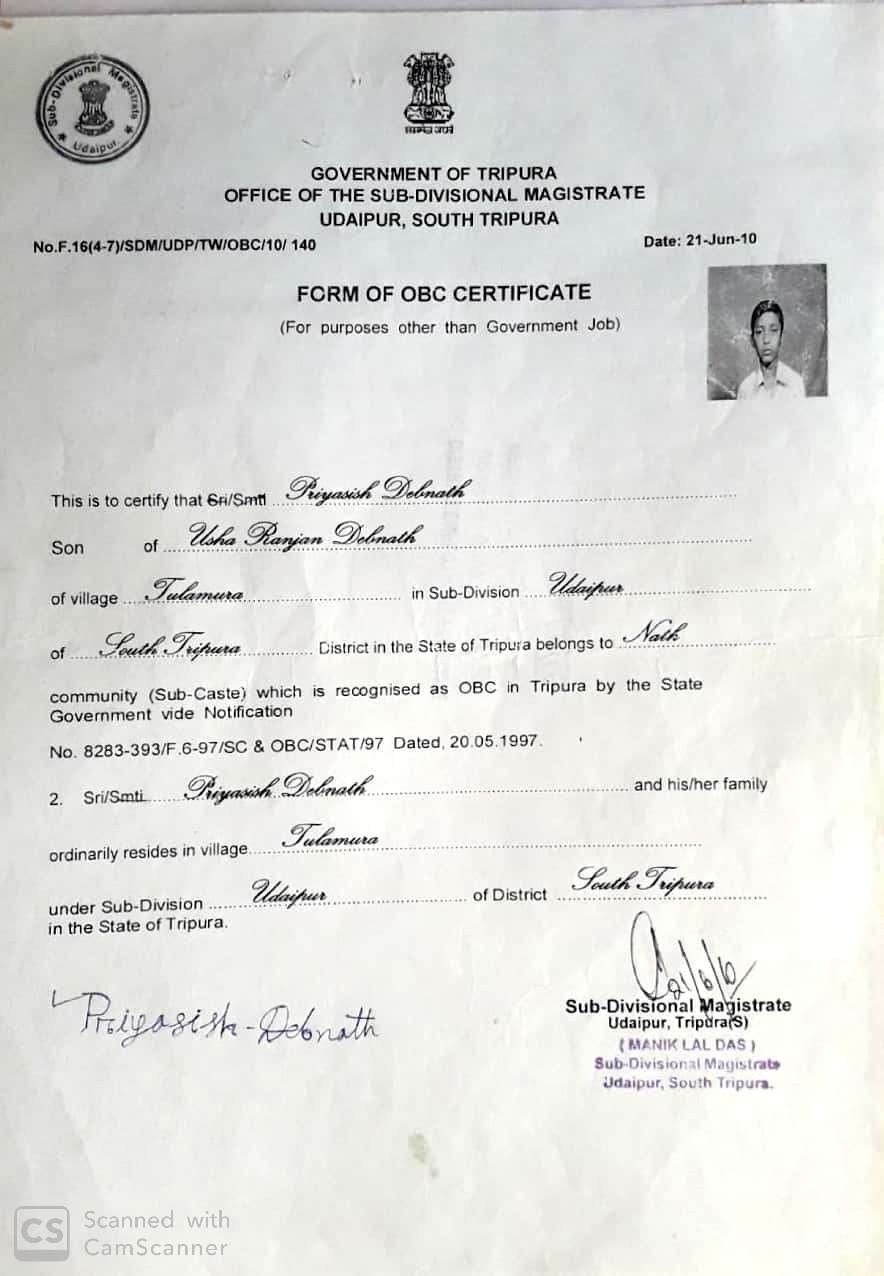 Sub-Divisional Magistrate
Udaipur
सत्यमेव जयते
GOVERNMENT OF TRIPURA
OFFICE OF THE SUB-DIVISIONAL MAGISTRATE
UDAIPUR, SOUTH TRIPURA
No.F.16(4-7)/SDM/UDP/TW/OBC/10/ 140
Date: 21-Jun-10
FORM OF OBC CERTIFICATE
(For purposes other than Government Job)
This is to certify that Sri/Smti Priyasish Debnath
Son of Usha Ranjan Debnath
of village Tulamura in Sub-Division Udaipur
of South Tripura District in the State of Tripura belongs to Nath
community (Sub-Caste) which is recognised as OBC in Tripura by the State
Government vide Notification
No. 8283-393/F.6-97/SC & OBC/STAT/97 Dated, 20.05.1997.
2. Sri/Smti Priyasish Debnath and his/her family
ordinarily resides in village Tulamura
under Sub-Division Udaipur of District South Tripura
in the State of Tripura.
21/6/10
Priyasish Debnath
Sub-Divisional Magistrate
Udaipur, Tripura(S)
( MANIK LAL DAS )
Sub-Divisional Magistrate
Udaipur, South Tripura.
CS Scanned with
CamScanner